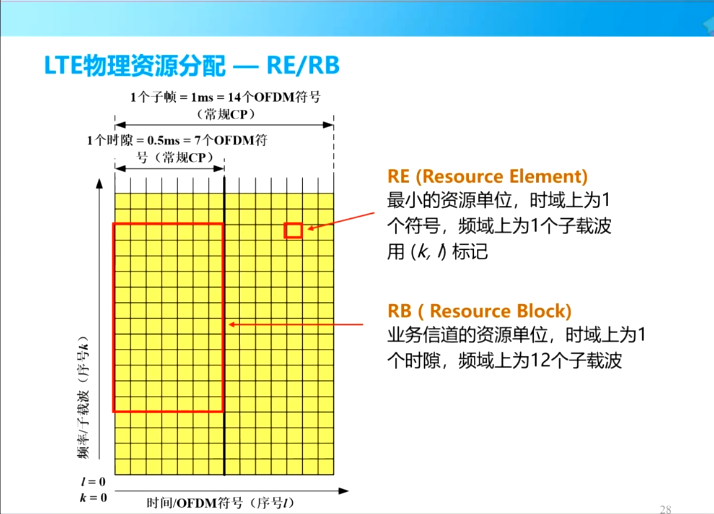 LTE物理资源分配 — RE/RB
1个子帧 = 1ms = 14个OFDM符号
（常规CP）
1个时隙 = 0.5ms = 7个OFDM符
号（常规CP）
RE (Resource Element)
最小的资源单位，时域上为1
个符号，频域上为1个子载波
用 (k, l) 标记
RB ( Resource Block)
业务信道的资源单位，时域上为1
个时隙，频域上为12个子载波
频率/子载波（序号k）
l = 0
k = 0
时间/OFDM符号（序号l）
28